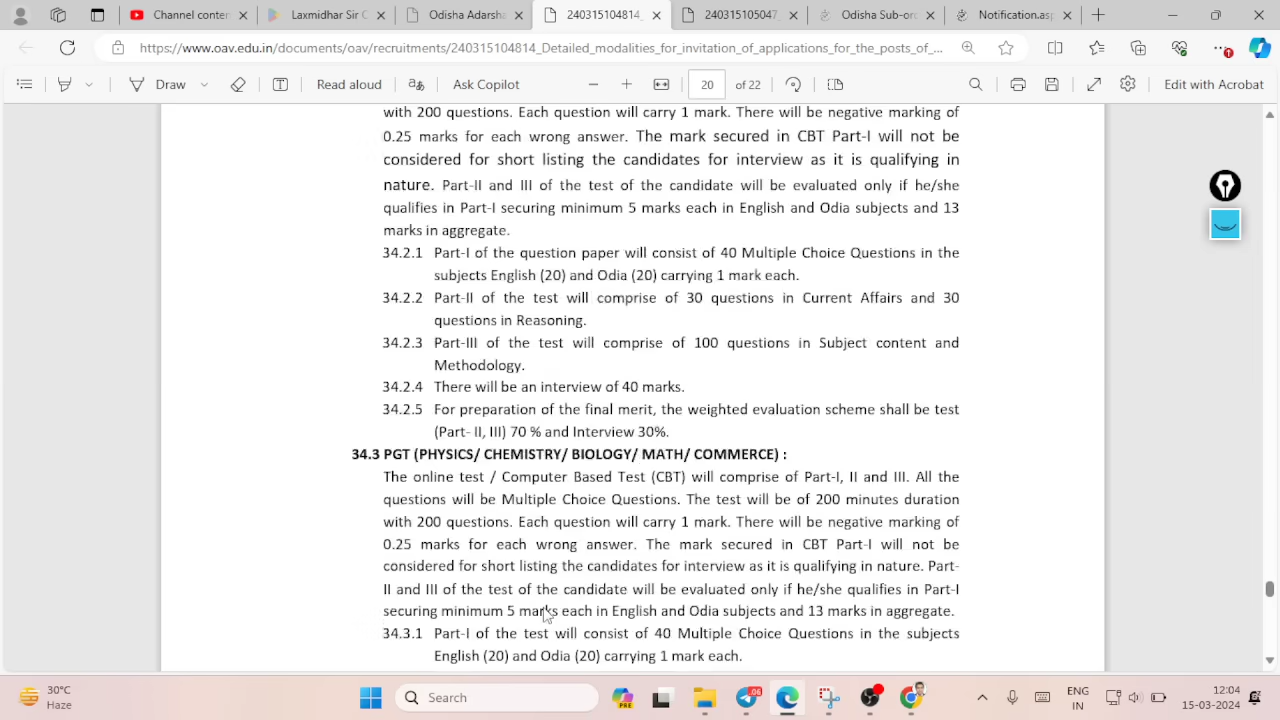 Channel conten
Laxmidhar Sir C
Odisha Adarsha
240315104814_
240315047_
Odisha Sub-orc
Notification.asp
https://www.oav.edu.in/documents/oav/recruitments/240315104814_Detailed_modalities_for_invitation_of_applications_for_the_posts_of_...
Draw
Read aloud
Ask Copilot
20
of 22
Edit with Acrobat
with 200 questions. Each question will carry 1 mark. There will be negative marking of
0.25 marks for each wrong answer. The mark secured in CBT Part-I will not be
considered for short listing the candidates for interview as it is qualifying in
nature. Part-II and III of the test of the candidate will be evaluated only if he/she
qualifies in Part-I securing minimum 5 marks each in English and Odia subjects and 13
marks in aggregate.
34.2.1 Part-I of the question paper will consist of 40 Multiple Choice Questions in the
subjects English (20) and Odia (20) carrying 1 mark each.
34.2.2 Part-II of the test will comprise of 30 questions in Current Affairs and 30
questions in Reasoning.
34.2.3 Part-III of the test will comprise of 100 questions in Subject content and
Methodology.
34.2.4 There will be an interview of 40 marks.
34.2.5 For preparation of the final merit, the weighted evaluation scheme shall be test
(Part- II, III) 70 % and Interview 30%.
34.3 PGT (PHYSICS/ CHEMISTRY/ BIOLOGY/ MATH/ COMMERCE) :
The online test / Computer Based Test (CBT) will comprise of Part-I, II and III. All the
questions will be Multiple Choice Questions. The test will be of 200 minutes duration
with 200 questions. Each question will carry 1 mark. There will be negative marking of
0.25 marks for each wrong answer. The mark secured in CBT Part-I will not be
considered for short listing the candidates for interview as it is qualifying in nature. Part-
II and III of the test of the candidate will be evaluated only if he/she qualifies in Part-I
securing minimum 5 marks each in English and Odia subjects and 13 marks in aggregate.
34.3.1 Part-I of the test will consist of 40 Multiple Choice Questions in the subjects
English (20) and Odia (20) carrying 1 mark each.
30°C
Haze
Search
PRE
.06
ENG
IN
12:04
15-03-2024